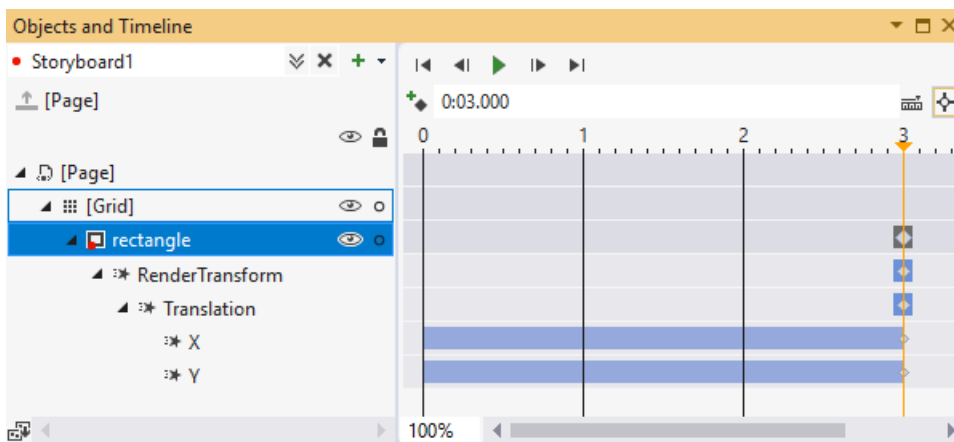 Objects and Timeline
Storyboard1
[Page]
0:03.000
0 1 2 3
[Page]
[Grid]
rectangle
RenderTransform
Translation
X
Y
100%